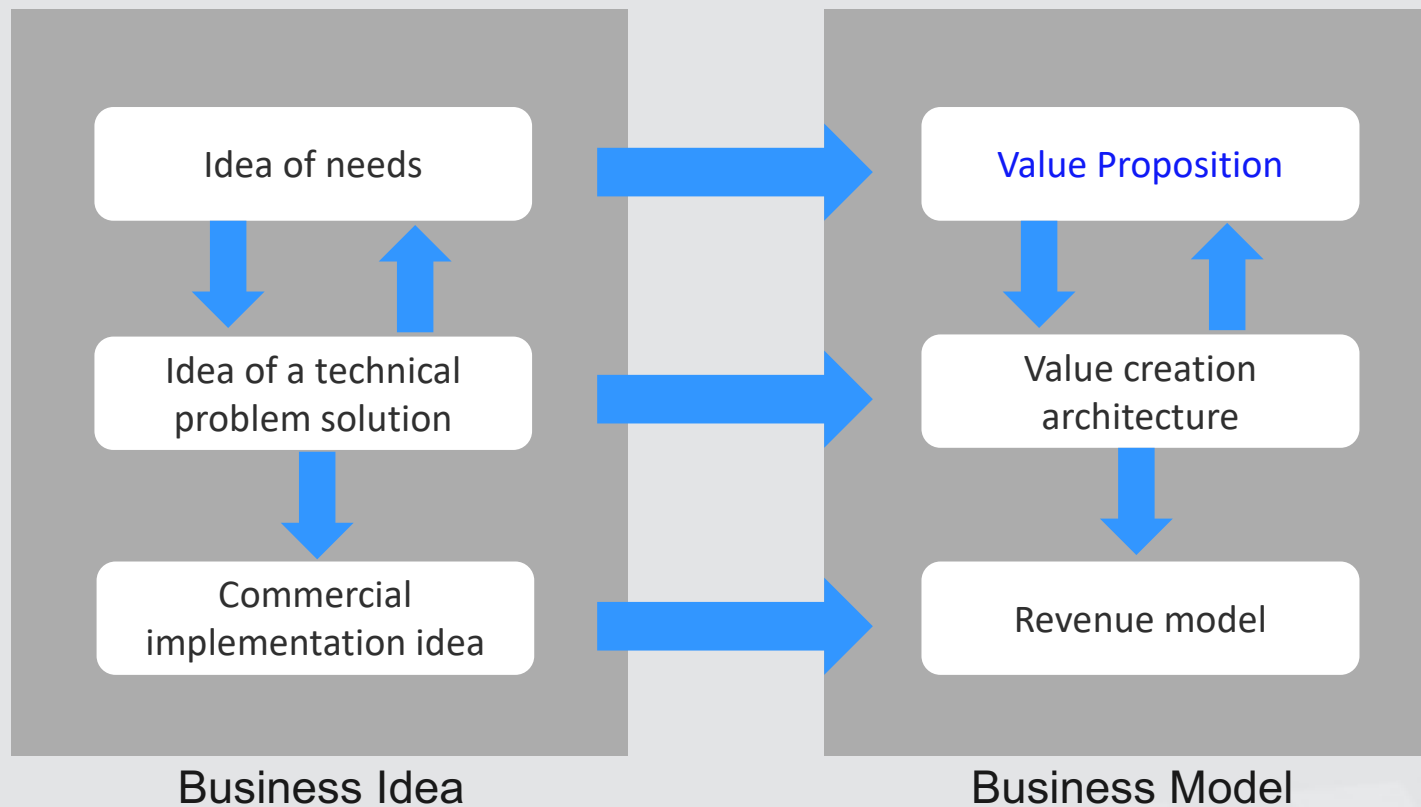 Idea of needs
Value Proposition
Idea of a technical
problem solution
Value creation
architecture
Commercial
implementation idea
Revenue model
Business Idea
Business Model